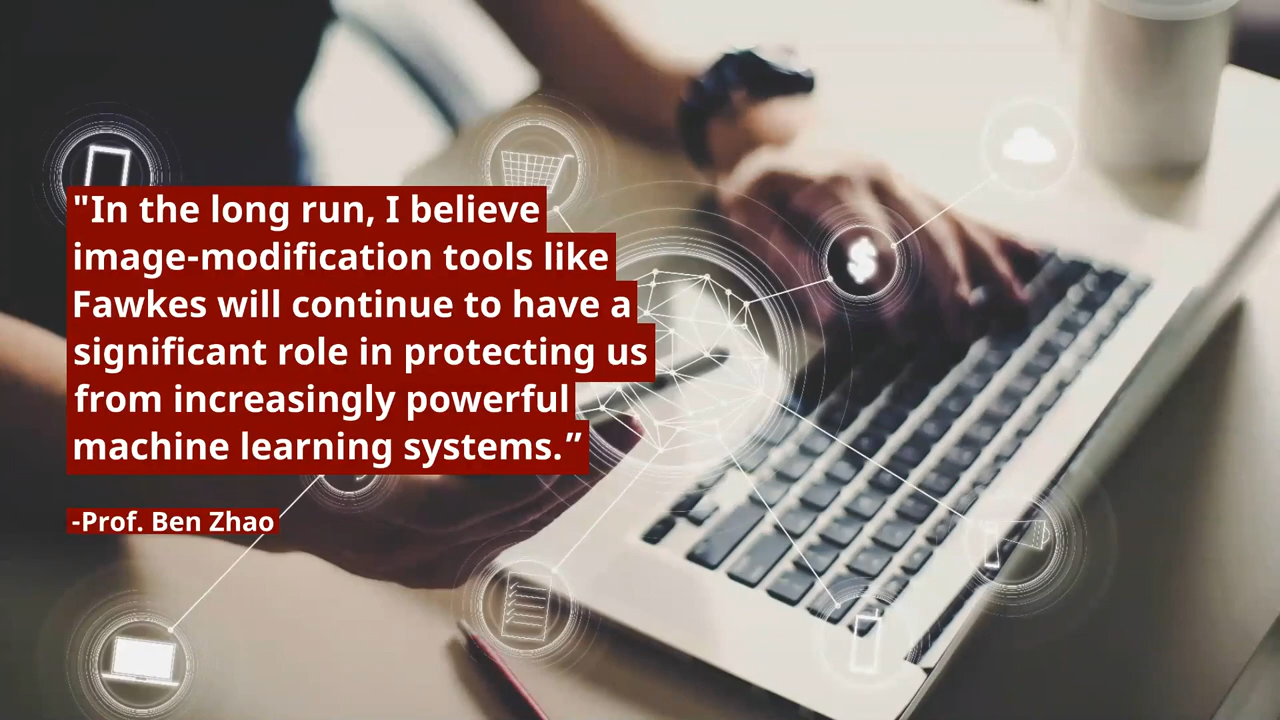 "In the long run, I believe
image-modification tools like
Fawkes will continue to have a
significant role in protecting us
from increasingly powerful
machine learning systems.”
-Prof. Ben Zhao